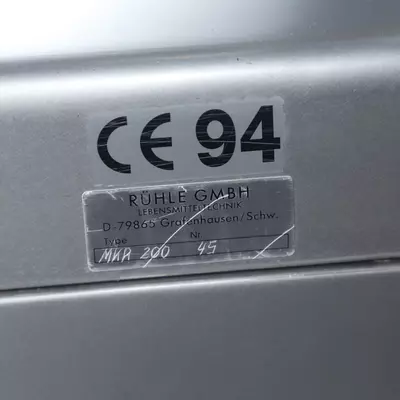 CE 94
RÜHLE GMBH
LEBENSMITTELTECHNIK
D-79865 Grafenhausen/Schw.
Type Nr.
MKR 200 45